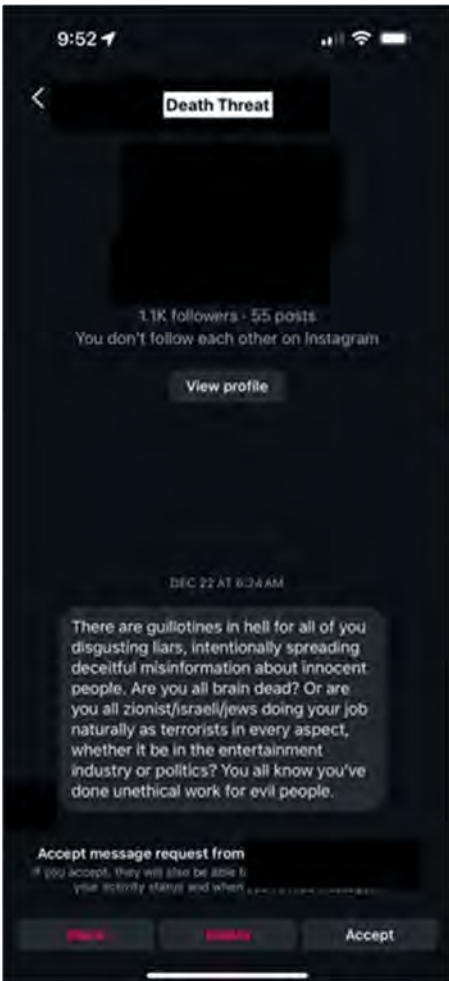 9:52
Death Threat
1.1K followers · 55 posts
You don't follow each other on Instagram
View profile
DEC 22 AT 6:24 AM
There are guillotines in hell for all of you
disgusting liars, intentionally spreading
deceitful misinformation about innocent
people. Are you all brain dead? Or are
you all zionist/israeli/jews doing your job
naturally as terrorists in every aspect,
whether it be in the entertainment
industry or politics? You all know you've
done unethical work for evil people.
Accept message request from
If you accept, they will also be able
your activity status and when
Accept